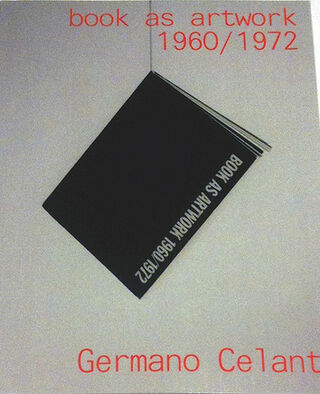 book as artwork
1960/1972
BOOK AS ARTWORK 1960/1972
Germano Celant